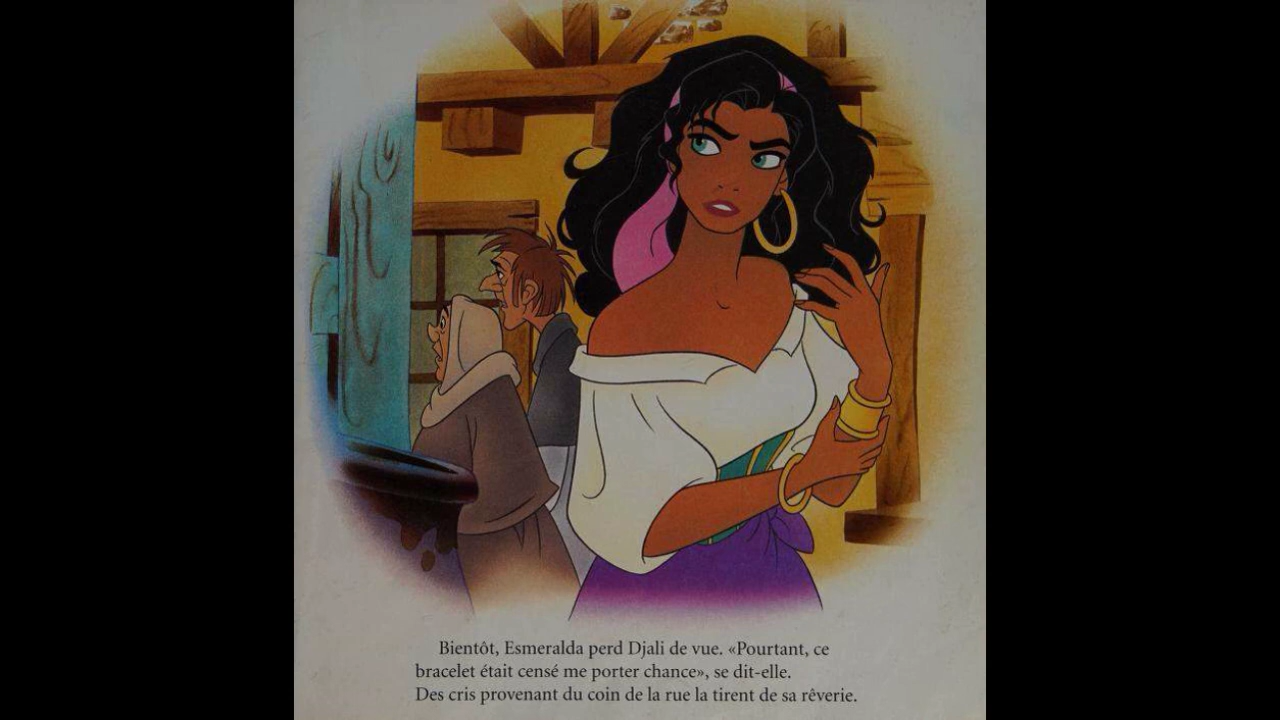 Bientôt, Esmeralda perd Djali de vue. «Pourtant, ce
bracelet était censé me porter chance», se dit-elle.
Des cris provenant du coin de la rue la tirent de sa rêverie.